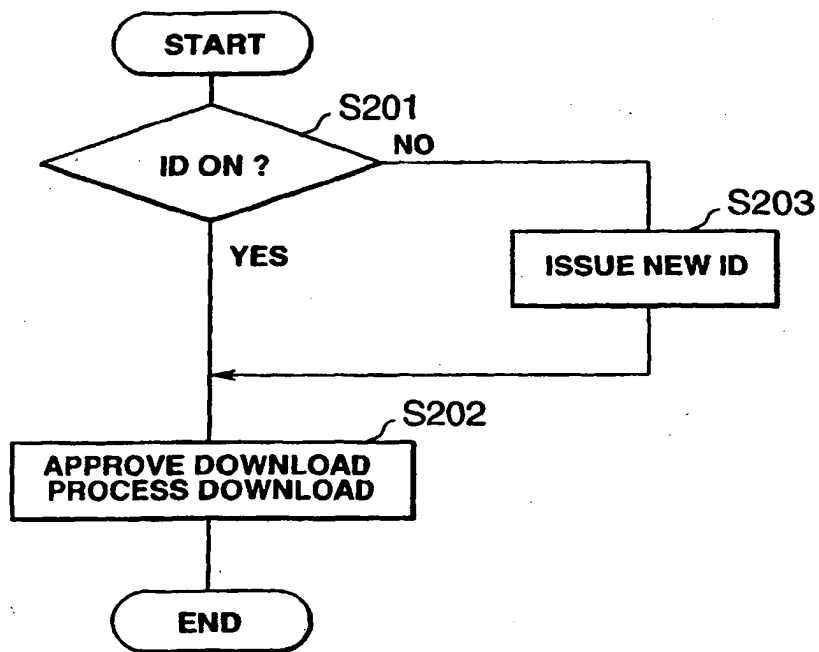 START
S201
ID ON ?
NO
S203
YES
ISSUE NEW ID
S202
APPROVE DOWNLOAD
PROCESS DOWNLOAD
END